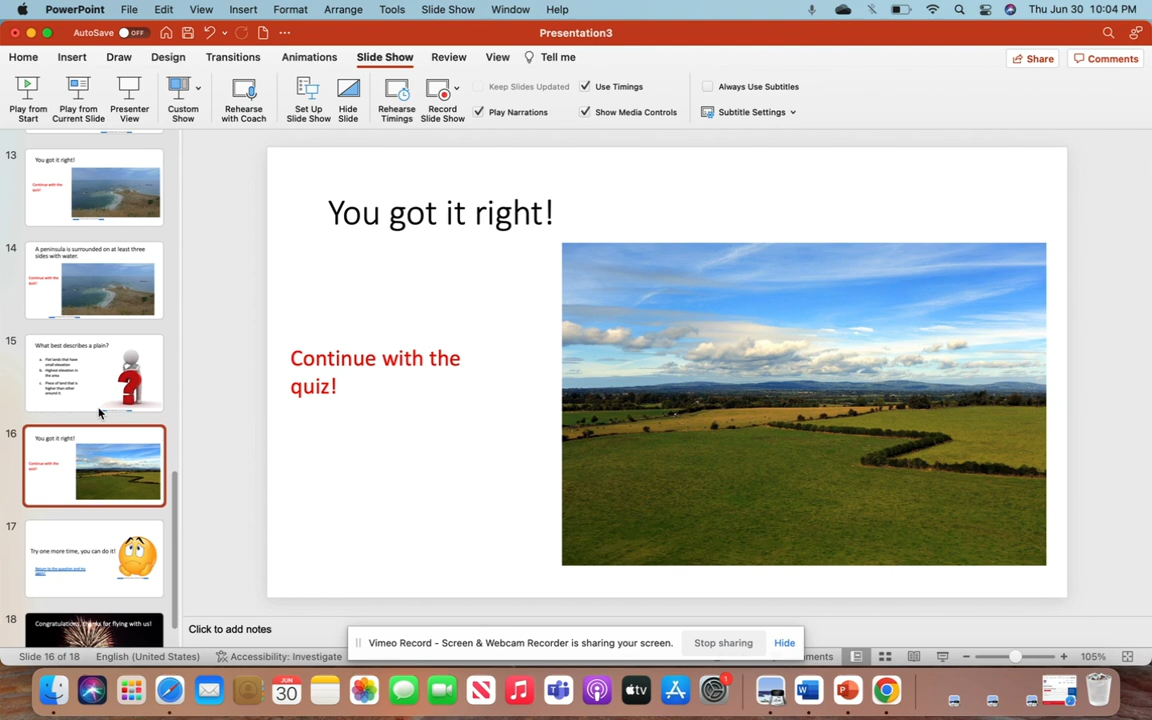 PowerPoint File Edit View Insert Format Arrange Tools Slide Show Window Help Thu Jun 30 10:04 PM
AutoSave OFF Presentation3
Home Insert Draw Design Transitions Animations Slide Show Review View Tell me Share Comments
Play from Start
Play from Current Slide
Presenter View
Custom Show
Rehearse with Coach
Set Up Slide Show
Hide Slide
Rehearse Timings
Record Slide Show
Keep Slides Updated
Use Timings
Play Narrations
Show Media Controls
Always Use Subtitles
Subtitle Settings
13
You got it right!
Continue with the
quiz!
14
A peninsula is surrounded on at least three
sides with water.
Continue with the
quiz!
15
What best describes a plain?
a. Flat lands that have
small elevation
b. Highest elevation in
the area
c. Piece of land that is
higher than other
around it.
16
You got it right!
Continue with the
quiz!
17
Try one more time, you can do it!
Return to the question and try
again!
18
Congratulations, thanks for flying with us!
You got it right!
Continue with the
quiz!
Click to add notes
Vimeo Record - Screen & Webcam Recorder is sharing your screen. Stop sharing Hide
Slide 16 of 18 English (United States) Accessibility: Investigate 105%
JUN
30
1